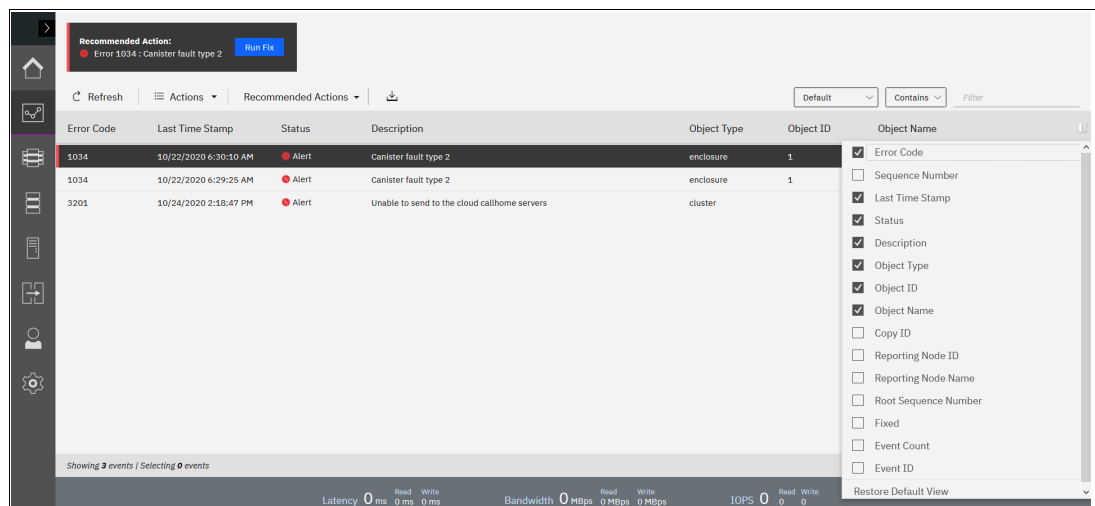 Recommended Action:
Error 1034 : Canister fault type 2
Run Fix
Refresh
Actions
Recommended Actions
Default
Contains
Filter
Error Code Last Time Stamp Status Description Object Type Object ID Object Name
1034 10/22/2020 6:30:10 AM Alert Canister fault type 2 enclosure 1
1034 10/22/2020 6:29:25 AM Alert Canister fault type 2 enclosure 1
3201 10/24/2020 2:18:47 PM Alert Unable to send to the cloud callhome servers cluster
Error Code
Sequence Number
Last Time Stamp
Status
Description
Object Type
Object ID
Object Name
Copy ID
Reporting Node ID
Reporting Node Name
Root Sequence Number
Fixed
Event Count
Event ID
Restore Default View
Showing 3 events | Selecting 0 events
Latency 0 ms Read 0 ms Write 0 ms
Bandwidth 0 MBps Read 0 MBps Write 0 MBps
IOPS 0 Read 0 Write 0